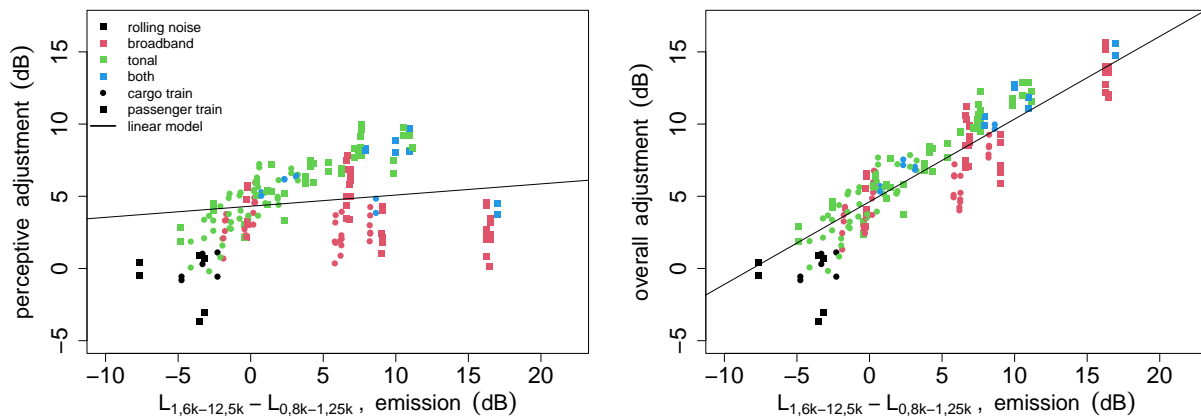 perceptive adjustment (dB)
15
10
5
0
−5
rolling noise
broadband
tonal
both
cargo train
passenger train
linear model
−10 −5 0 5 10 15 20
L1,6k−12,5k − L0,8k−1,25k , emission (dB)
overall adjustment (dB)
15
10
5
0
−5
−10 −5 0 5 10 15 20
L1,6k−12,5k − L0,8k−1,25k , emission (dB)